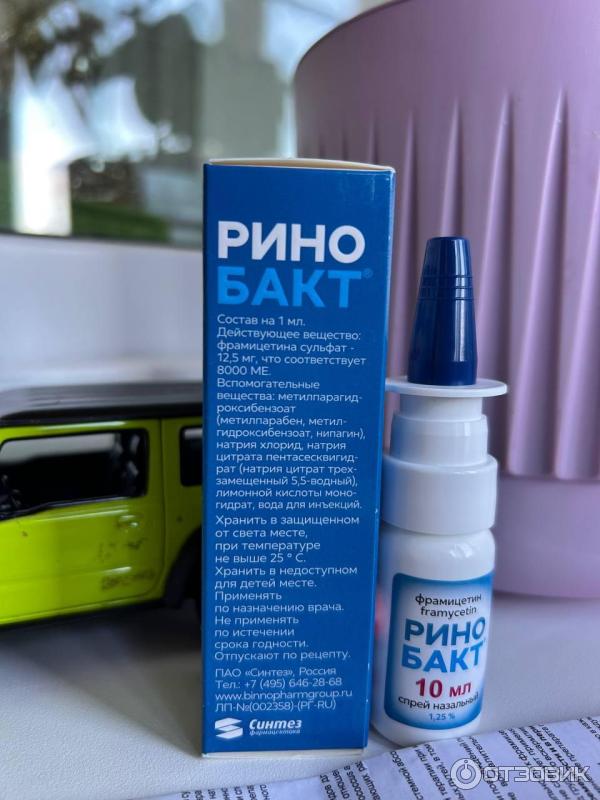 РИНО
БАКТ®
Состав на 1 мл.
Действующее вещество:
фрамицетина сульфат -
12,5 мг, что соответствует
8000 МЕ.
Вспомогательные
вещества: метилпарагид-
роксибензоат
(метилпарабен, метил-
гидроксибензоат, нипагин),
натрия хлорид, натрия
цитрата пентасесквигид-
рат (натрия цитрат трех-
замещенный 5,5-водный),
лимонной кислоты моно-
гидрат, вода для инъекций.
Хранить в защищенном
от света месте,
при температуре
не выше 25 ° С.
Хранить в недоступном
для детей месте.
Применять
по назначению врача.
Не применять
по истечении
срока годности.
Отпускают по рецепту.
ПАО «Синтез», Россия
Тел.: +7 (495) 646-28-68
www.binnopharmgroup.ru
ЛП-№(002358)-(РГ-RU)
Синтез
фармацевтика
фрамицетин
framycetin
РИНО
БАКТ®
10 мл
спрей назальный
1,25 %
ОТЗОВИК